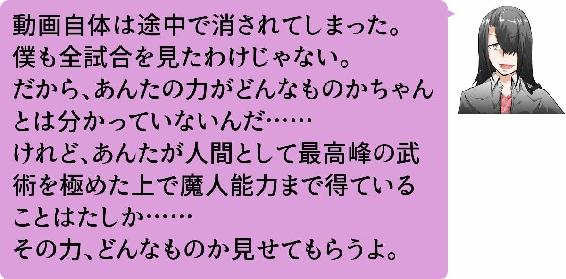 動画自体は途中で消されてしまった。
僕も全試合を見たわけじゃない。
だから、あんたの力がどんなものかちゃん
とは分かっていないんだ……
けれど、あんたが人間として最高峰の武
術を極めた上で魔人能力まで得ている
ことはたしか……
その力、どんなものか見せてもらうよ。